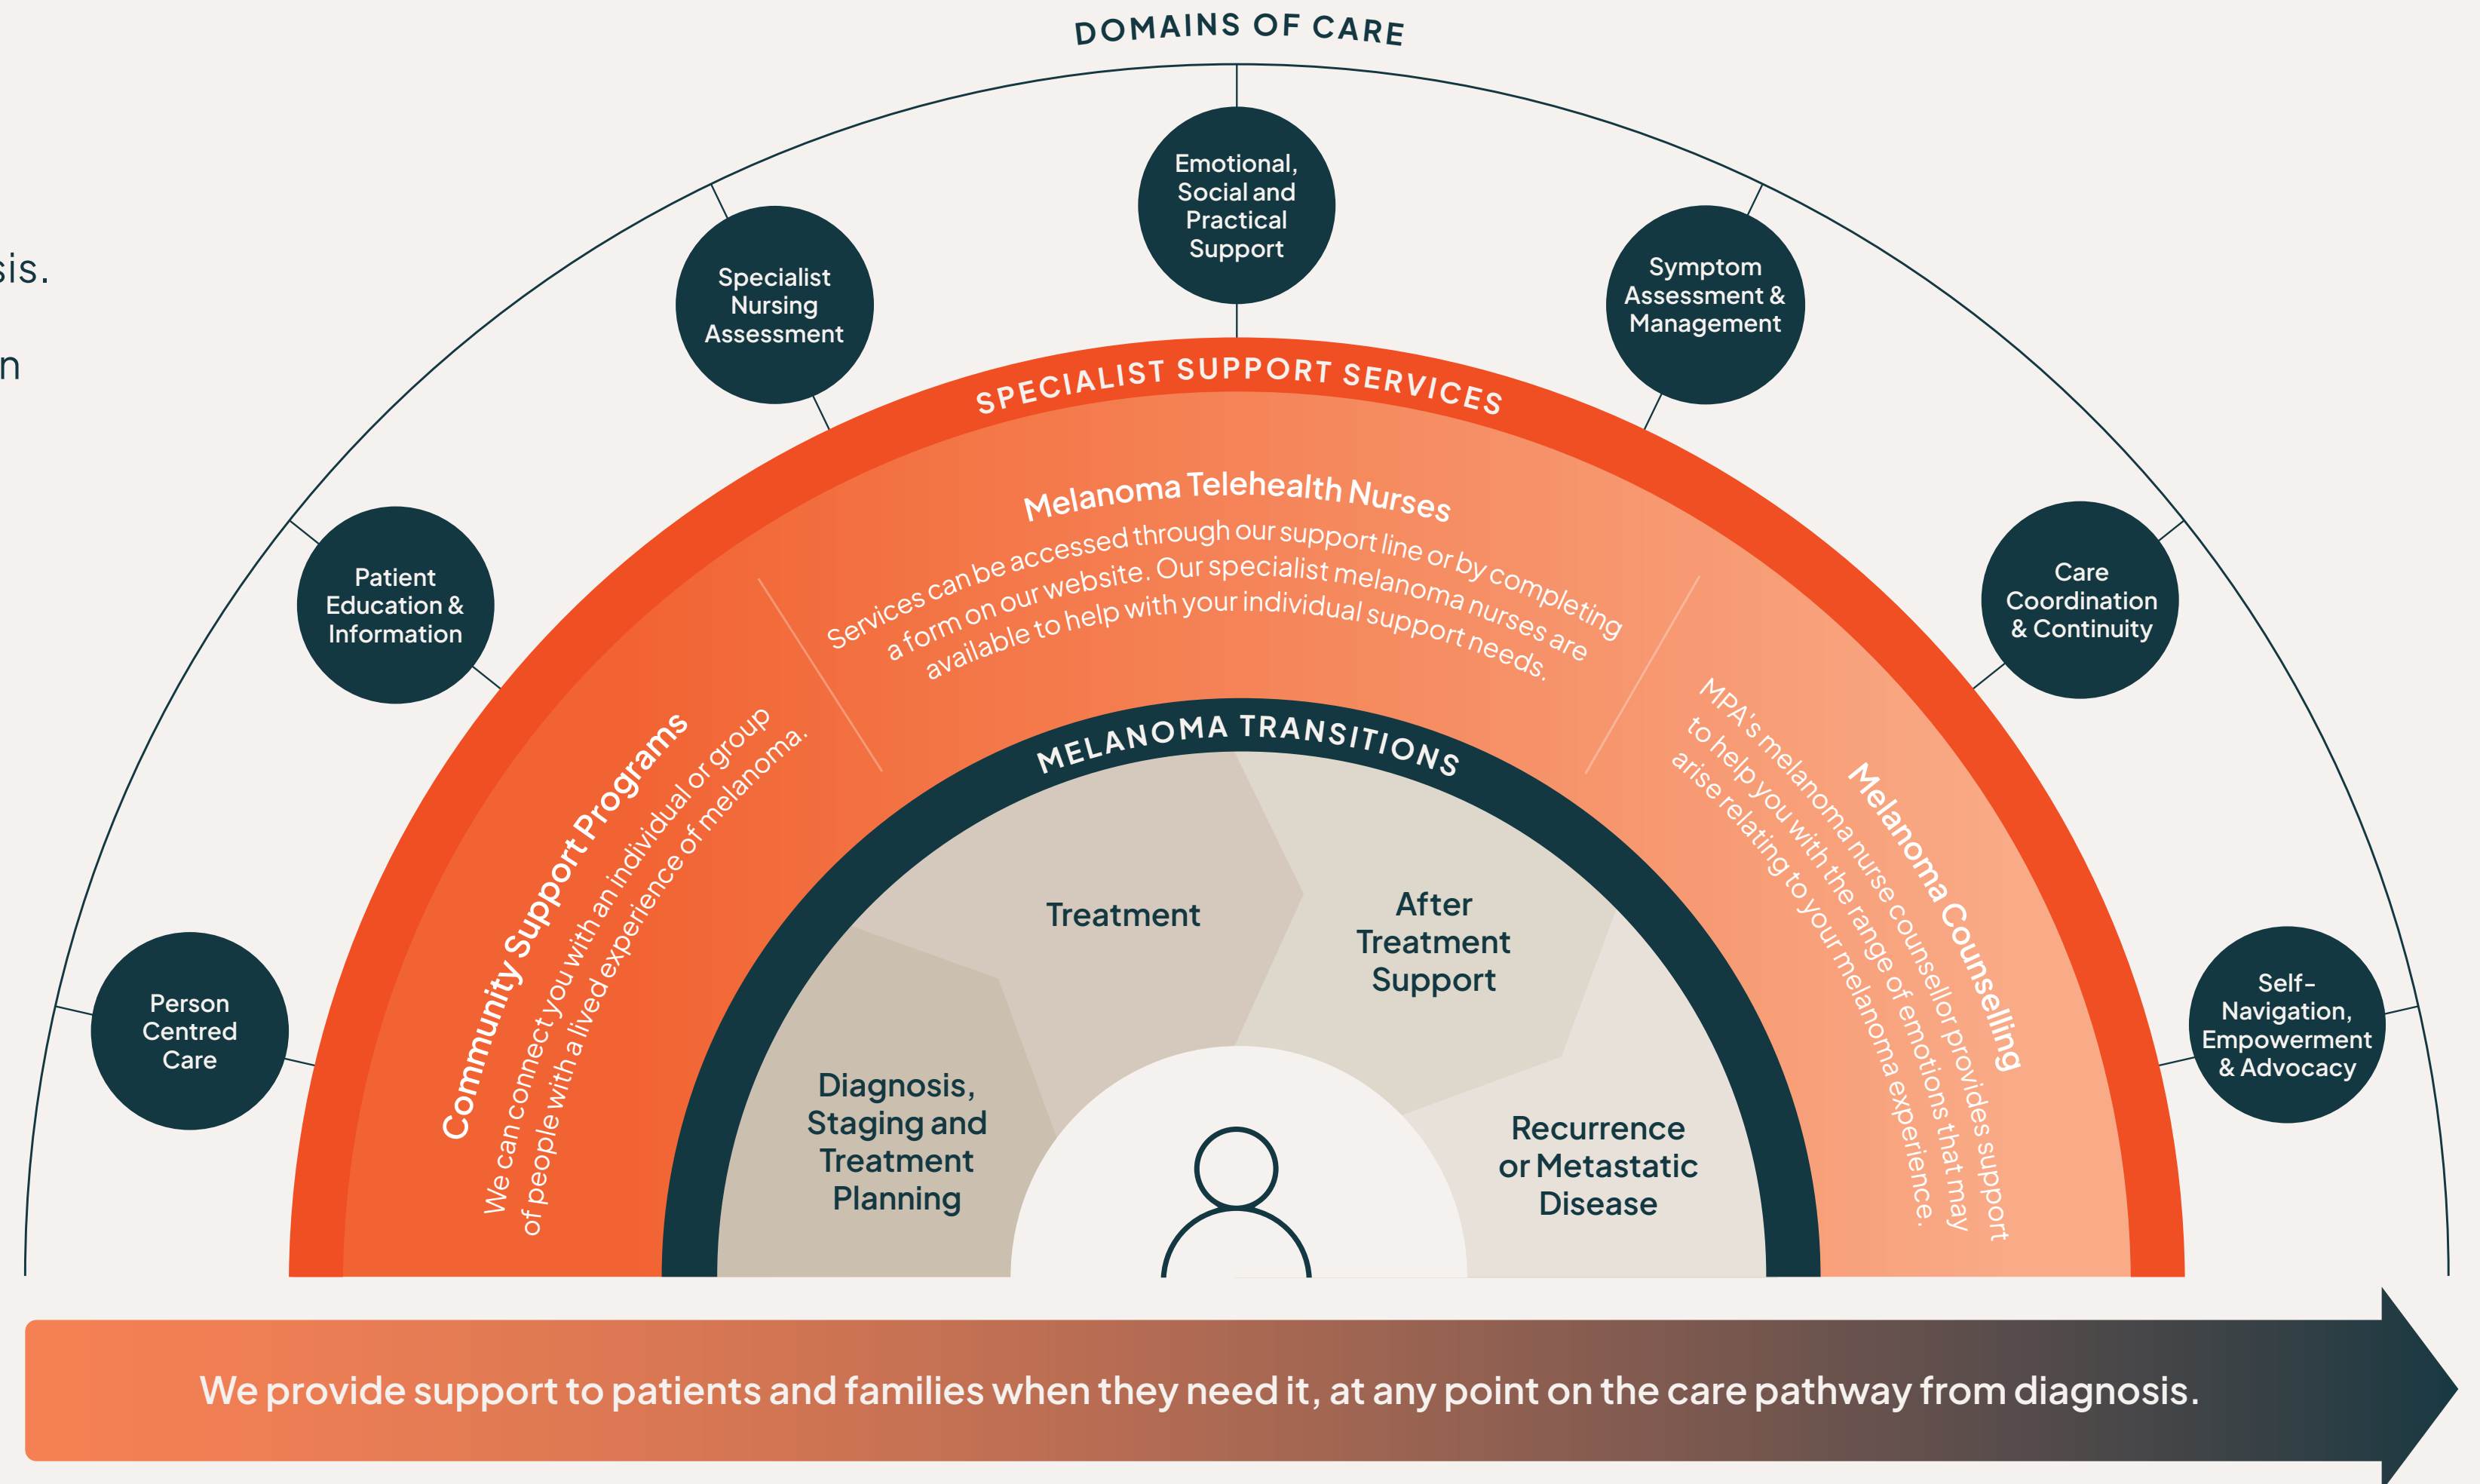 DOMAINS OF CARE
sis.
n
Person
Centred
Care
Patient
Education &
Information
Specialist
Nursing
Assessment
Emotional,
Social and
Practical
Support
Symptom
Assessment &
Management
Care
Coordination
& Continuity
Self-
Navigation,
Empowerment
& Advocacy
SPECIALIST SUPPORT SERVICES
Community Support Programs
We can connect you with an individual or group
of people with a lived experience of melanoma.
Melanoma Telehealth Nurses
Services can be accessed through our support line or by completing
a form on our website. Our specialist melanoma nurses are
available to help with your individual support needs.
Melanoma Counselling
MPA's melanoma nurse counsellor provides support
to help you with the range of emotions that may
arise relating to your melanoma experience.
MELANOMA TRANSITIONS
Diagnosis,
Staging and
Treatment
Planning
Treatment
After
Treatment
Support
Recurrence
or Metastatic
Disease
We provide support to patients and families when they need it, at any point on the care pathway from diagnosis.